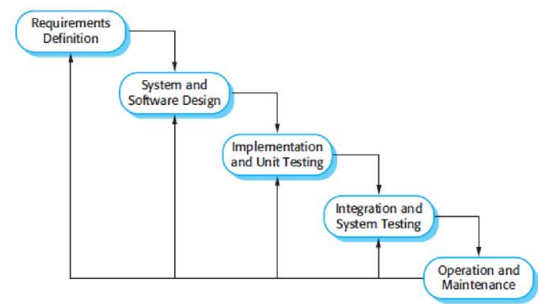 Requirements
Definition
System and
Software Design
Implementation
and Unit Testing
Integration and
System Testing
Operation and
Maintenance